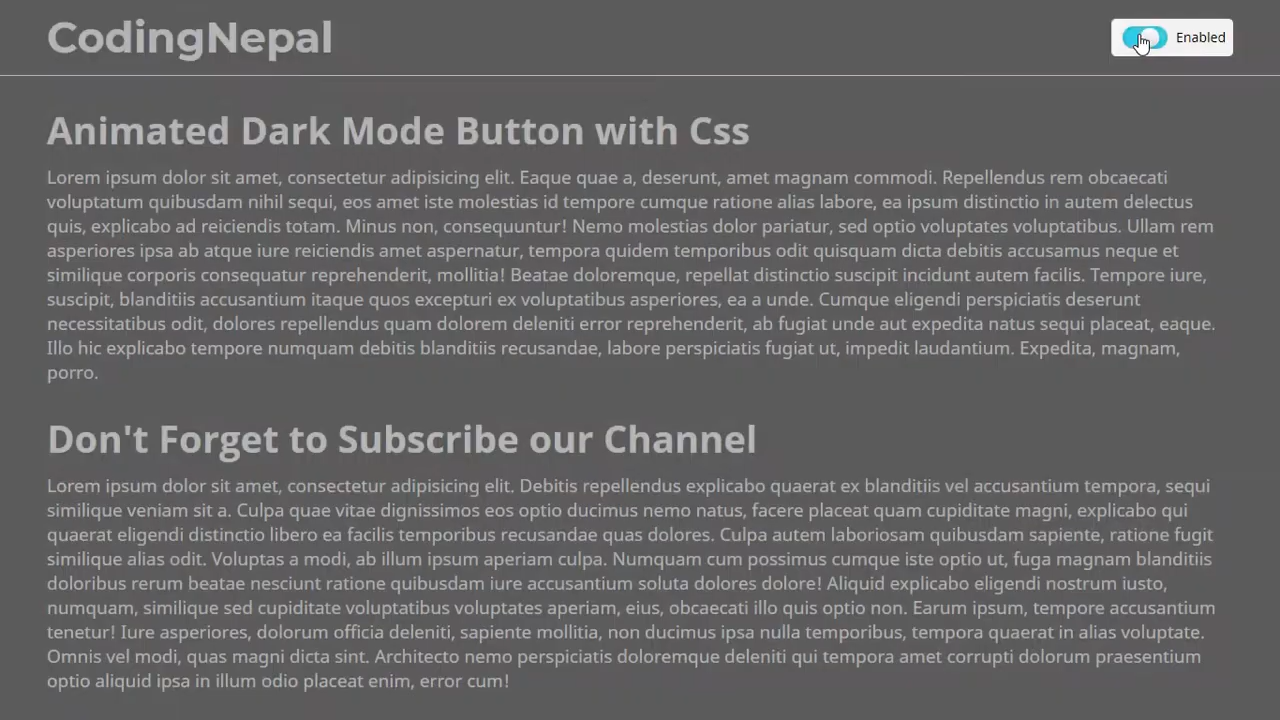 CodingNepal
Enabled
Animated Dark Mode Button with Css
Lorem ipsum dolor sit amet, consectetur adipisicing elit. Eaque quae a, deserunt, amet magnam commodi. Repellendus rem obcaecati
voluptatum quibusdam nihil sequi, eos amet iste molestias id tempore cumque ratione alias labore, ea ipsum distinctio in autem delectus
quis, explicabo ad reiciendis totam. Minus non, consequuntur! Nemo molestias dolor pariatur, sed optio voluptates voluptatibus. Ullam rem
asperiores ipsa ab atque iure reiciendis amet aspernatur, tempora quidem temporibus odit quisquam dicta debitis accusamus neque et
similique corporis consequatur reprehenderit, mollitia! Beatae doloremque, repellat distinctio suscipit incidunt autem facilis. Tempore iure,
suscipit, blanditiis accusantium itaque quos excepturi ex voluptatibus asperiores, ea a unde. Cumque eligendi perspiciatis deserunt
necessitatibus odit, dolores repellendus quam dolorem deleniti error reprehenderit, ab fugiat unde aut expedita natus sequi placeat, eaque.
Illo hic explicabo tempore numquam debitis blanditiis recusandae, labore perspiciatis fugiat ut, impedit laudantium. Expedita, magnam,
porro.
Don't Forget to Subscribe our Channel
Lorem ipsum dolor sit amet, consectetur adipisicing elit. Debitis repellendus explicabo quaerat ex blanditiis vel accusantium tempora, sequi
similique veniam sit a. Culpa quae vitae dignissimos eos optio ducimus nemo natus, facere placeat quam cupiditate magni, explicabo qui
quaerat eligendi distinctio libero ea facilis temporibus recusandae quas dolores. Culpa autem laboriosam quibusdam sapiente, ratione fugit
similique alias odit. Voluptas a modi, ab illum ipsum aperiam culpa. Numquam cum possimus cumque iste optio ut, fuga magnam blanditiis
doloribus rerum beatae nesciunt ratione quibusdam iure accusantium soluta dolores dolore! Aliquid explicabo eligendi nostrum iusto,
numquam, similique sed cupiditate voluptatibus voluptates aperiam, eius, obcaecati illo quis optio non. Earum ipsum, tempore accusantium
tenetur! Iure asperiores, dolorum officia deleniti, sapiente mollitia, non ducimus ipsa nulla temporibus, tempora quaerat in alias voluptate.
Omnis vel modi, quas magni dicta sint. Architecto nemo perspiciatis doloremque deleniti qui tempora amet corrupti dolorum praesentium
optio aliquid ipsa in illum odio placeat enim, error cum!